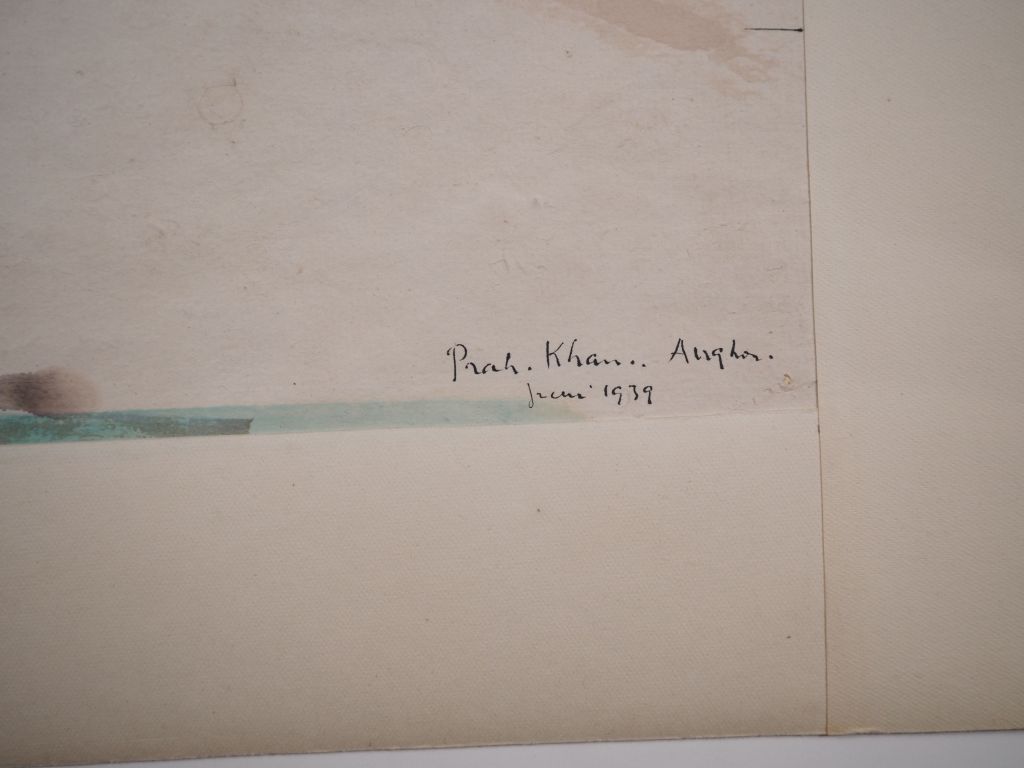 Prah. Khan.. Angkor.
Juin 1939